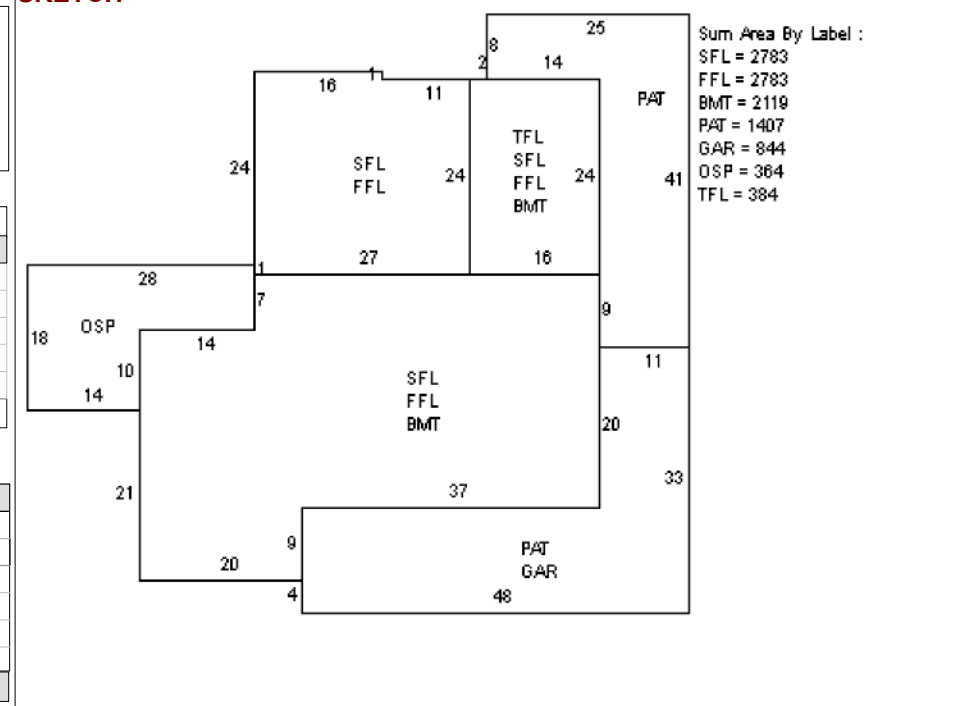 SKETCH
25
8
2
14
PAT
41
Sum Area By Label :
SFL = 2783
FFL = 2783
BMT = 2119
PAT = 1407
GAR = 844
OSP = 364
TFL = 384
16
1
11
24
SFL
FFL
24
TFL
SFL
FFL
BMT
24
27
16
1
28
7
9
OSP
18
14
10
14
11
SFL
FFL
BMT
20
33
21
37
9
20
PAT
GAR
4
48